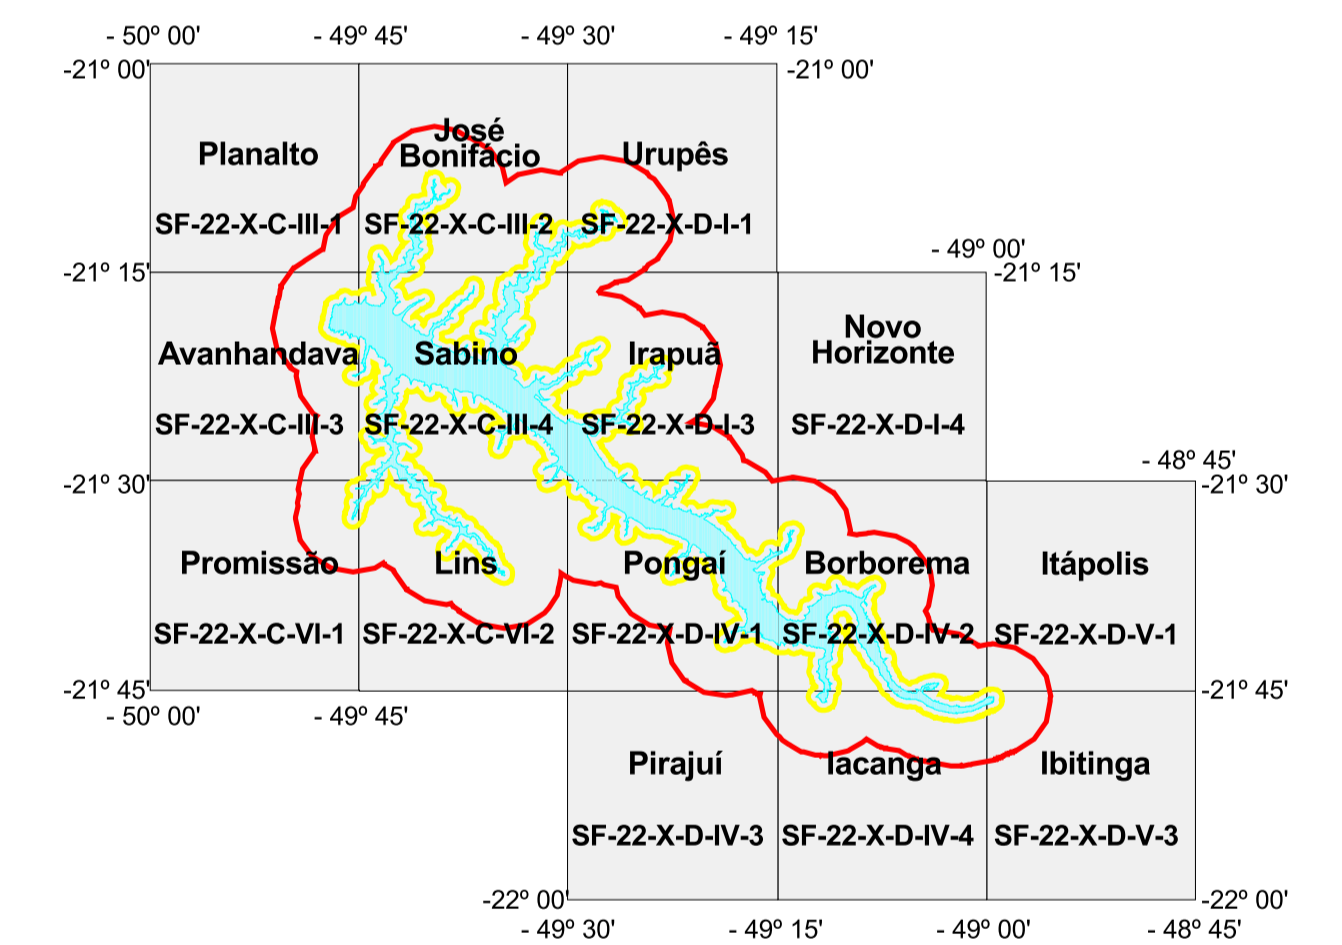 - 50º 00'
- 49º 45'
- 49º 30'
- 49º 15'
-21º 00'
-21º 00'
Planalto
José
Bonifácio
Urupês
SF-22-X-C-III-1
SF-22-X-C-III-2
SF-22-X-D-I-1
- 49º 00'
-21º 15'
-21º 15'
Avanhandava
Sabino
Irapuã
Novo
Horizonte
SF-22-X-C-III-3
SF-22-X-C-III-4
SF-22-X-D-I-3
SF-22-X-D-I-4
- 48º 45'
-21º 30'
-21º 30'
Promissão
Lins
Pongaí
Borborema
Itápolis
SF-22-X-C-VI-1
SF-22-X-C-VI-2
SF-22-X-D-IV-1
SF-22-X-D-IV-2
SF-22-X-D-V-1
-21º 45'
-21º 45'
- 50º 00'
- 49º 45'
Pirajuí
Iacanga
Ibitinga
SF-22-X-D-IV-3
SF-22-X-D-IV-4
SF-22-X-D-V-3
-22º 00'
-22º 00'
- 49º 30'
- 49º 15'
- 49º 00'
- 48º 45'